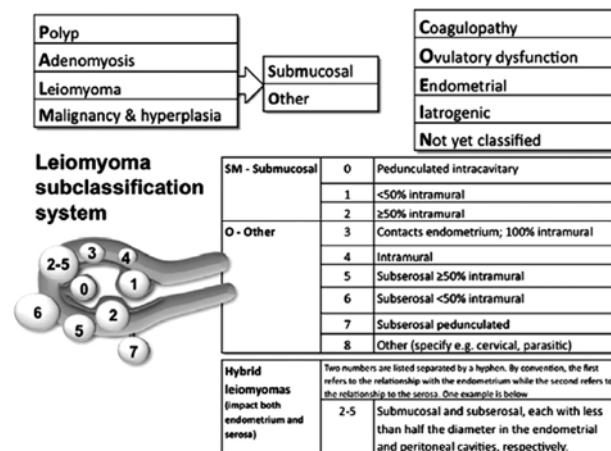 Polyp
Adenomyosis
Leiomyoma
Malignancy & hyperplasia
Submucosal
Other
Coagulopathy
Ovulatory dysfunction
Endometrial
Iatrogenic
Not yet classified
Leiomyoma
subclassification
system
SM - Submucosal
0 Pedunculated intracavitary
1 <50% intramural
2 ≥50% intramural
O - Other
3 Contacts endometrium; 100% intramural
4 Intramural
5 Subserosal ≥50% intramural
6 Subserosal <50% intramural
7 Subserosal pedunculated
8 Other (specify e.g. cervical, parasitic)
3
4
2-5
0
1
6
2
5
7
Hybrid
leiomyomas
(impact both
endometrium and
serosa)
Two numbers are listed separated by a hyphen. By convention, the first
refers to the relationship with the endometrium while the second refers to
the relationship to the serosa. One example is below
2-5 Submucosal and subserosal, each with less
than half the diameter in the endometrial
and peritoneal cavities, respectively.